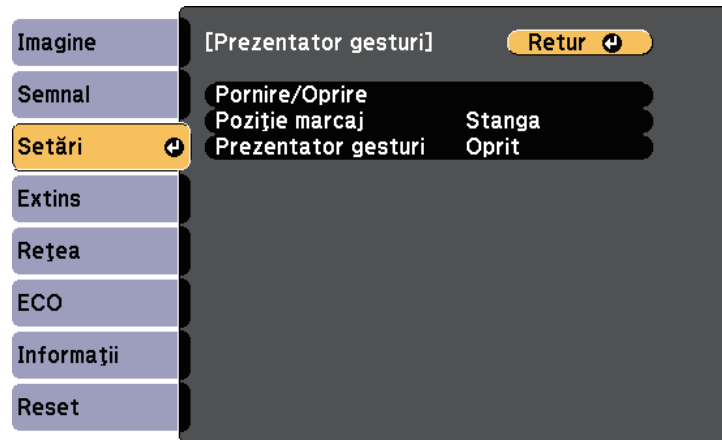 Imagine
Semnal
Setări
Extins
Reţea
ECO
Informaţii
Reset
[Prezentator gesturi] Retur
Pornire/Oprire
Poziţie marcaj Stanga
Prezentator gesturi Oprit